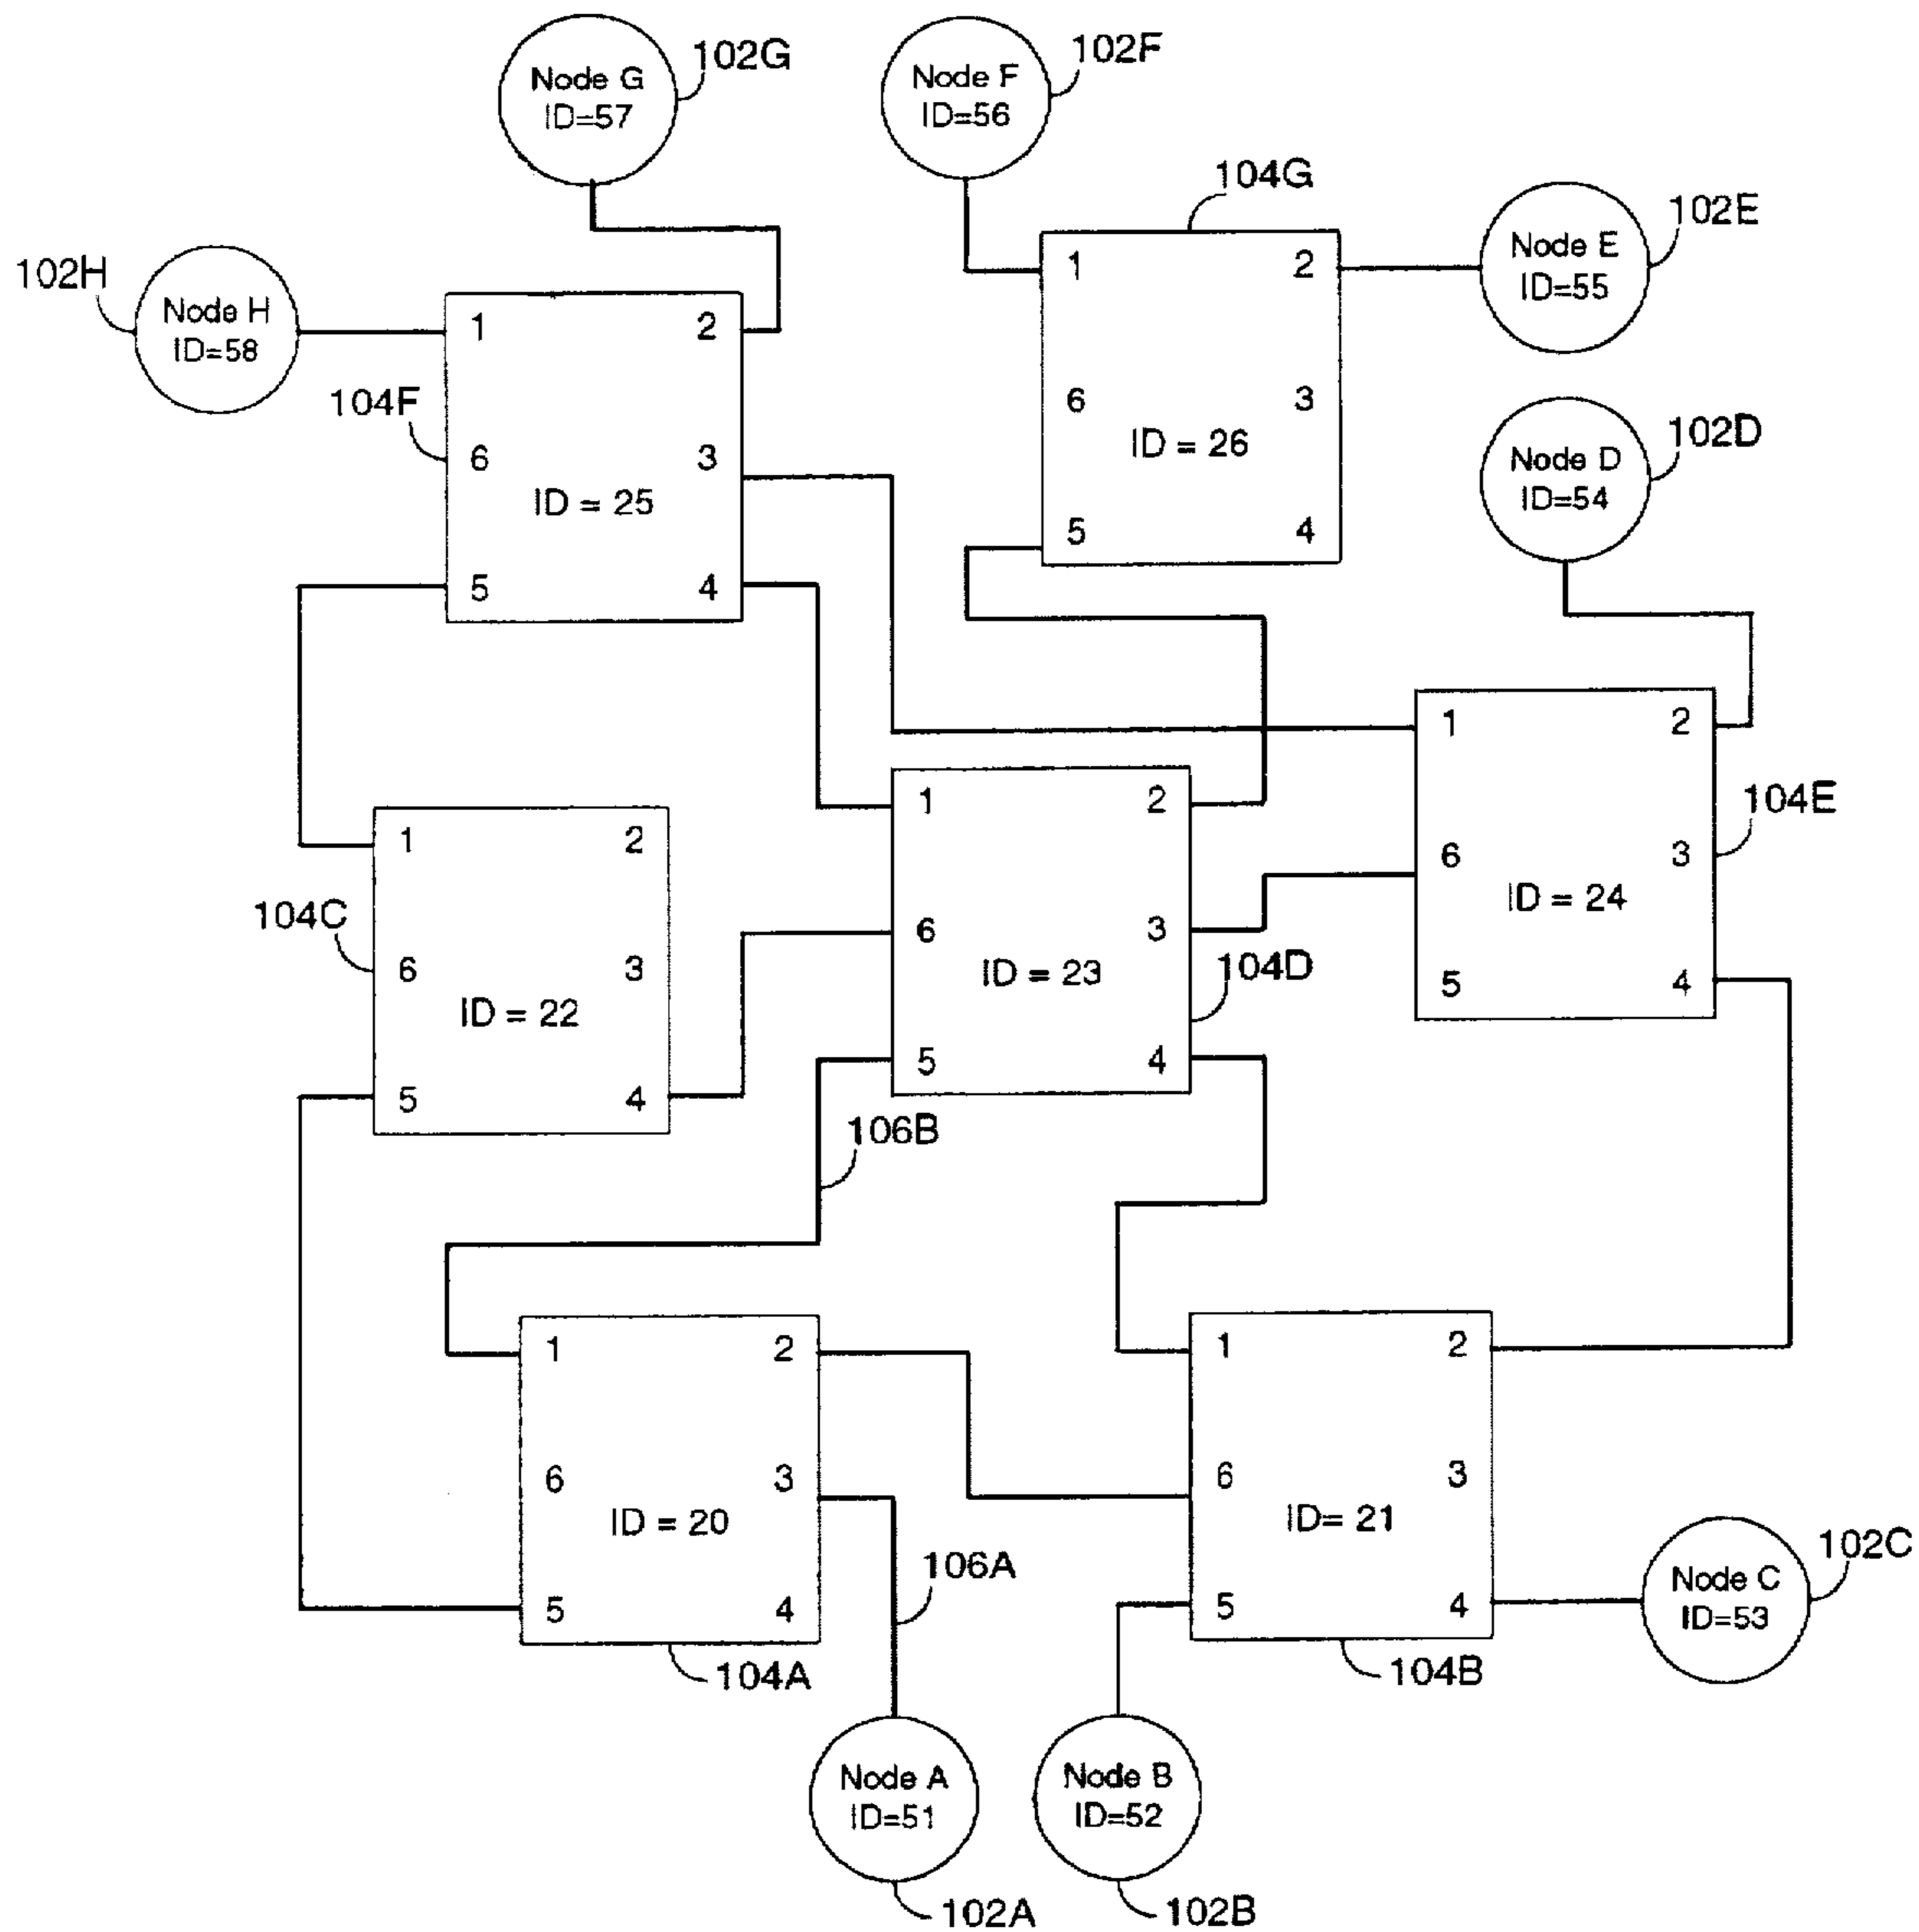 Node G
ID=57
102G
Node F
ID=56
102F
104G
Node E
ID=55
102E
102H
Node H
ID=58
104F
1 2
6 3
ID = 25
5 4
1 2
6 3
ID = 26
5 4
Node D
ID=54
102D
1 2
6 3
ID = 24
5 4
104E
104C
1 2
6 3
ID = 22
5 4
1 2
6 3
ID = 23
5 4
104D
106B
1 2
6 3
ID = 20
5 4
104A
106A
1 2
6 3
ID= 21
5 4
104B
Node C
ID=53
102C
Node A
ID=51
102A
Node B
ID=52
102B